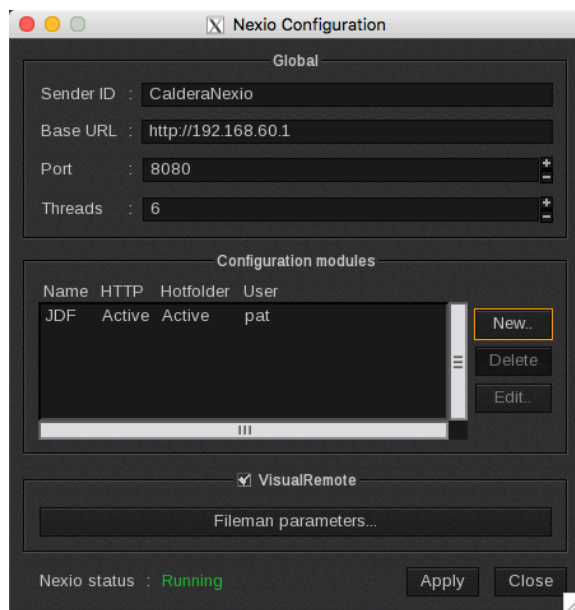 Nexio Configuration
Global
Sender ID : CalderaNexio
Base URL : http://192.168.60.1
Port : 8080
Threads : 6
Configuration modules
Name HTTP Hotfolder User
JDF Active Active pat
New..
Delete
Edit..
VisualRemote
Fileman parameters...
Nexio status : Running
Apply Close